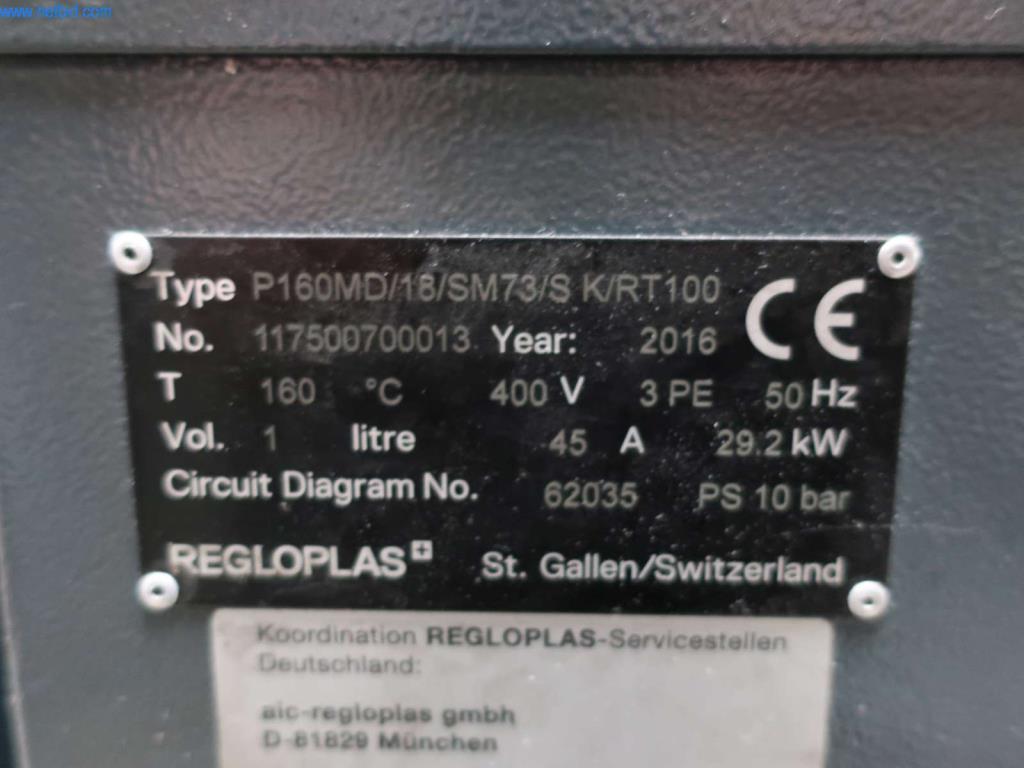 www.netbid.com
Type P160MD/18/SM73/S K/RT100
No. 117500700013 Year: 2016 CE
T 160 °C 400 V 3 PE 50 Hz
Vol. 1 litre 45 A 29.2 kW
Circuit Diagram No. 62035 PS 10 bar
REGLOPLAS St. Gallen/Switzerland
Koordination REGLOPLAS-Servicestellen
Deutschland:
aic-regloplas gmbh
D-81829 München